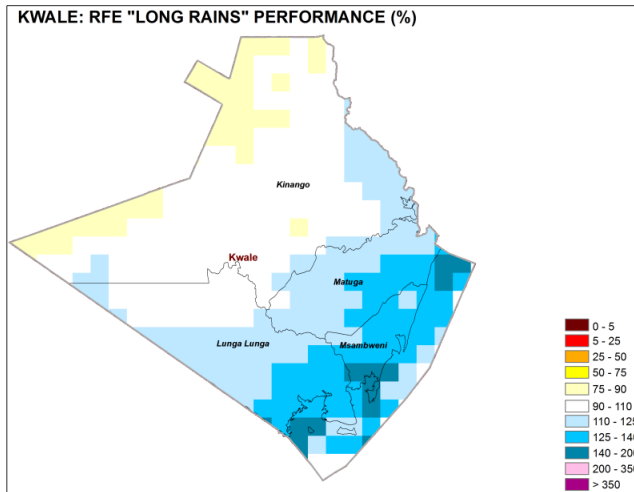 KWALE: RFE "LONG RAINS" PERFORMANCE (%)
Kinango
Kwale
Matuga
Lunga Lunga
Msambweni
0 - 5
5 - 25
25 - 50
50 - 75
75 - 90
90 - 110
110 - 125
125 - 140
140 - 200
200 - 350
> 350